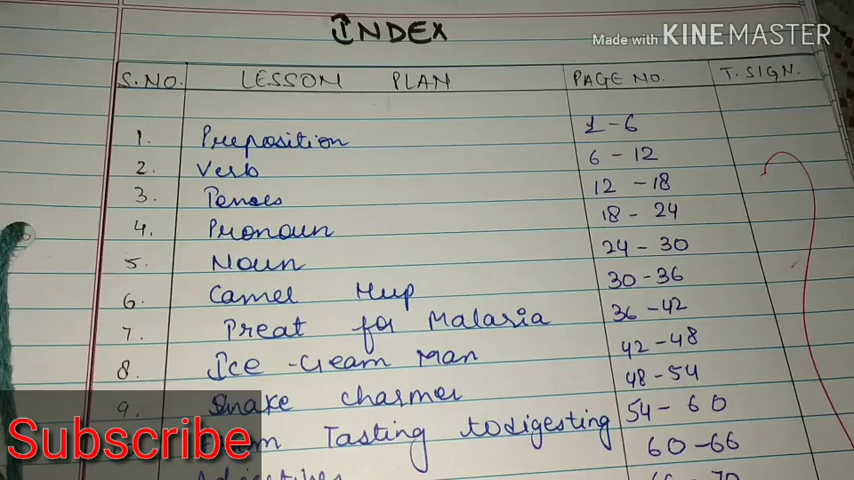 INDEX
Made with KINEMASTER
S.NO. LESSON PLAN PAGE NO. T. SIGN.
1. Preposition 1-6
2. Verb 6-12
3. Tenses 12-18
4. Pronoun 18-24
5. Noun 24-30
6. Camel Hup 30-36
7. Preat for Malaria 36-42
8. Ice-Cream Man 42-48
9. Snake charmer 48-54
Tasting to digesting 54-60
Adjectives 60-66
Subscribe